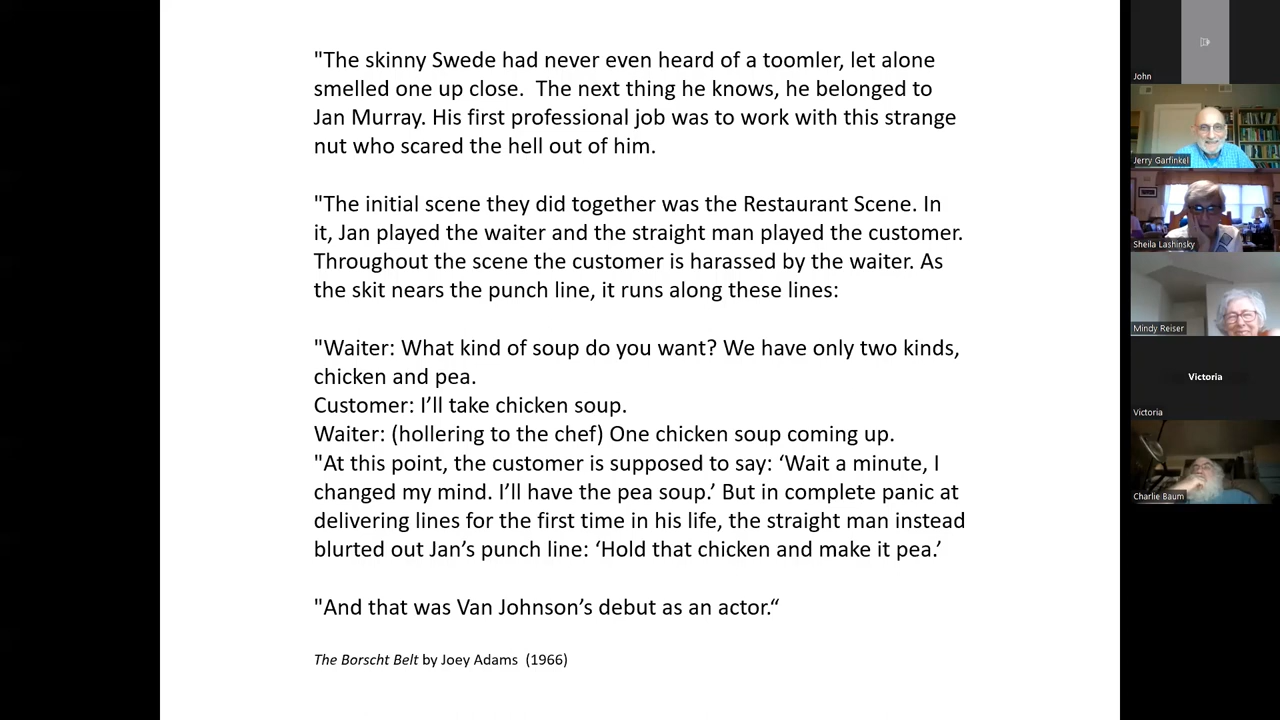 "The skinny Swede had never even heard of a toomler, let alone
smelled one up close.  The next thing he knows, he belonged to
Jan Murray. His first professional job was to work with this strange
nut who scared the hell out of him.
"The initial scene they did together was the Restaurant Scene. In
it, Jan played the waiter and the straight man played the customer.
Throughout the scene the customer is harassed by the waiter. As
the skit nears the punch line, it runs along these lines:
"Waiter: What kind of soup do you want? We have only two kinds,
chicken and pea.
Customer: I’ll take chicken soup.
Waiter: (hollering to the chef) One chicken soup coming up.
"At this point, the customer is supposed to say: ‘Wait a minute, I
changed my mind. I’ll have the pea soup.’ But in complete panic at
delivering lines for the first time in his life, the straight man instead
blurted out Jan’s punch line: ‘Hold that chicken and make it pea.’
"And that was Van Johnson’s debut as an actor.“
The Borscht Belt by Joey Adams  (1966)
John
Jerry Garfinkel
Sheila Lashinsky
Mindy Reiser
Victoria
Victoria
Charlie Baum